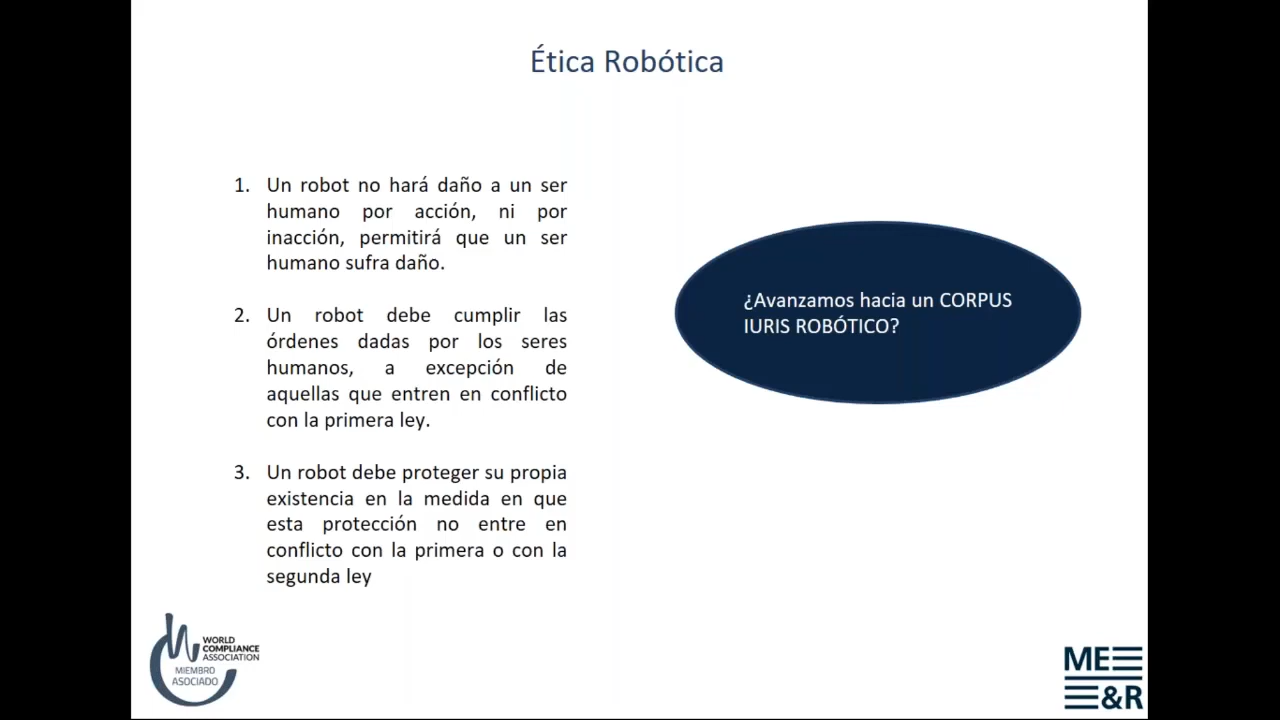 Ética Robótica
1. Un robot no hará daño a un ser
humano por acción, ni por
inacción, permitirá que un ser
humano sufra daño.
2. Un robot debe cumplir las
órdenes dadas por los seres
humanos, a excepción de
aquellas que entren en conflicto
con la primera ley.
3. Un robot debe proteger su propia
existencia en la medida en que
esta protección no entre en
conflicto con la primera o con la
segunda ley
¿Avanzamos hacia un CORPUS
IURIS ROBÓTICO?
WORLD
COMPLIANCE
ASSOCIATION
MIEMBRO
ASOCIADO
ME
&R